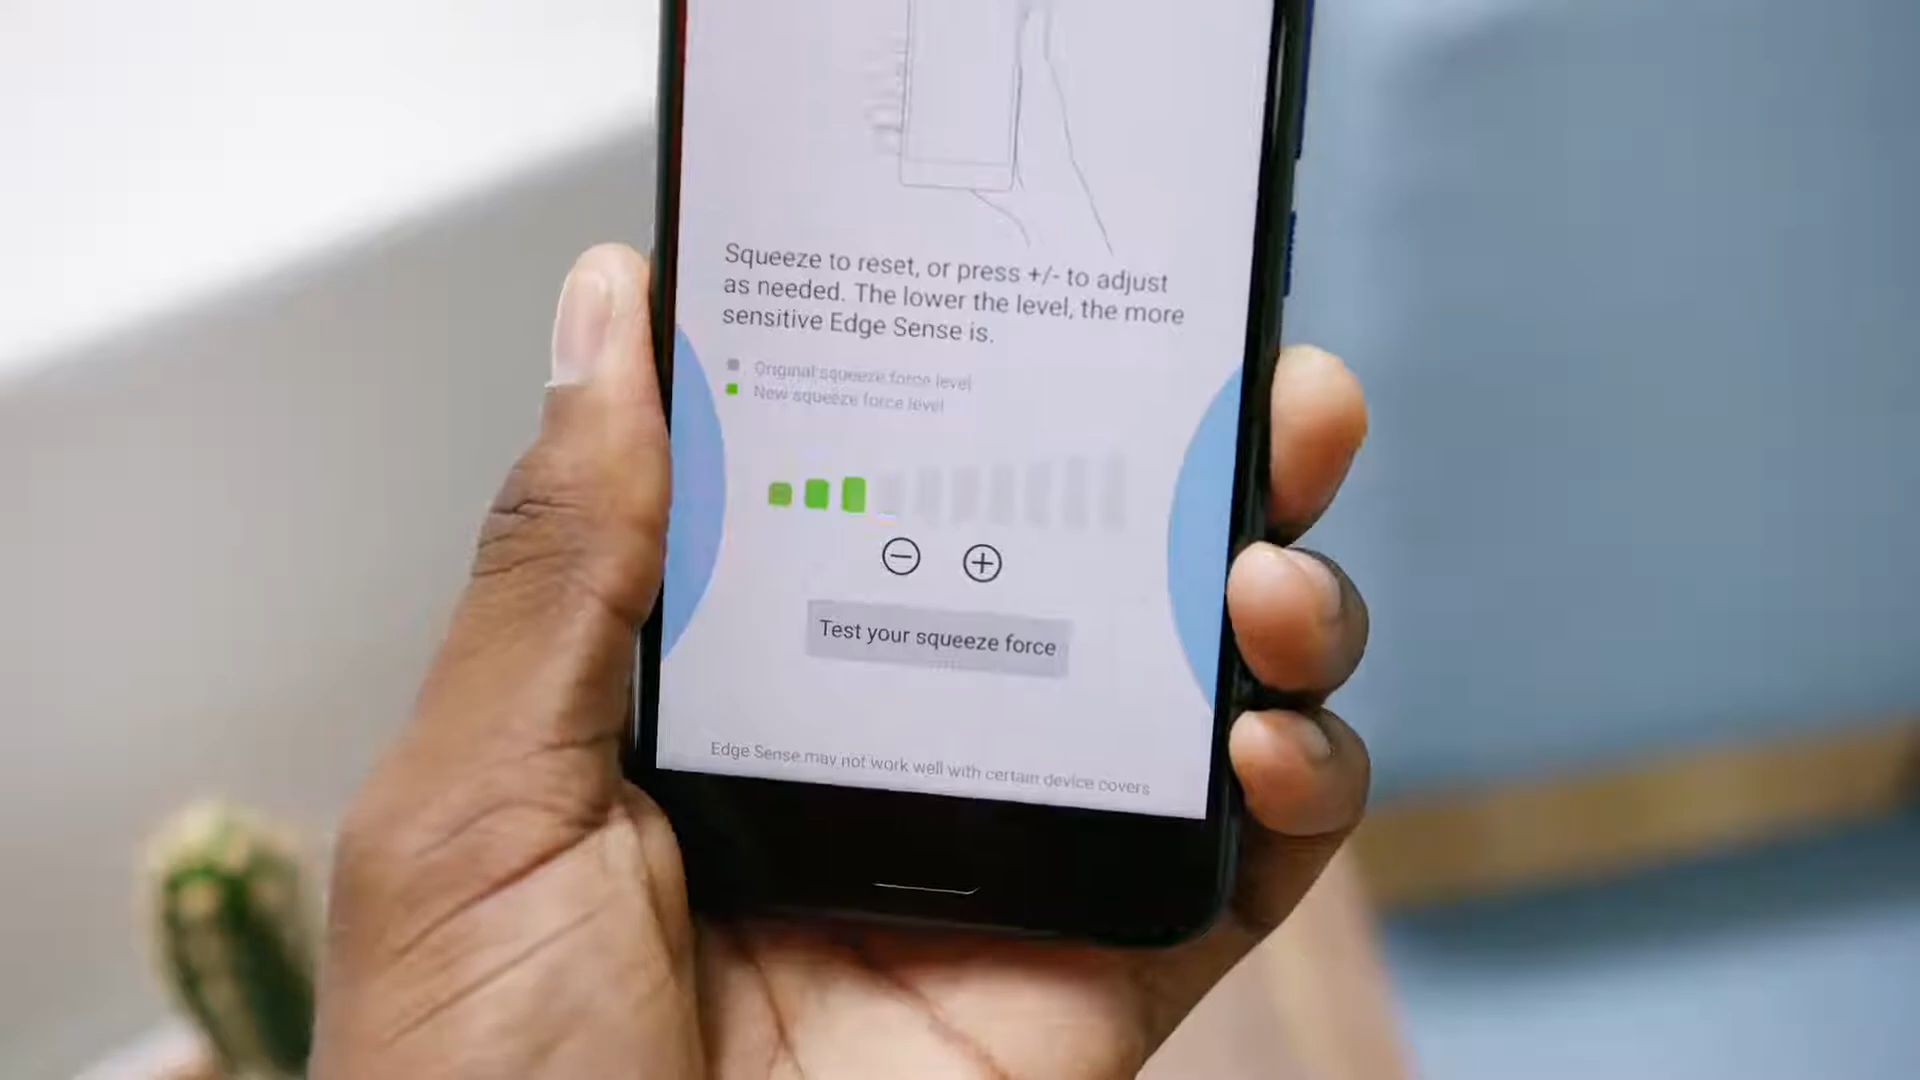 Squeeze to reset, or press +/- to adjust
as needed. The lower the level, the more
sensitive Edge Sense is.
Original squeeze force level
New squeeze force level
Test your squeeze force
Edge Sense may not work well with certain device covers